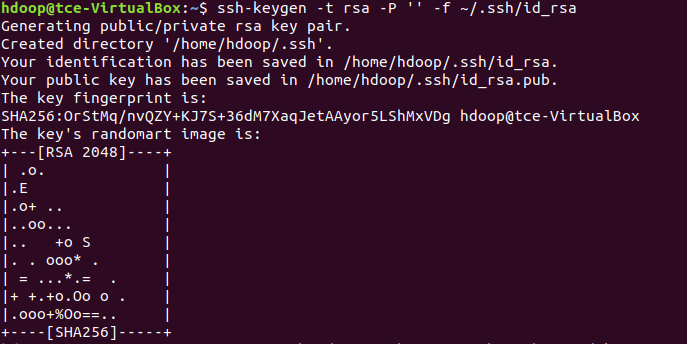 hdoop@tce-VirtualBox:~$ ssh-keygen -t rsa -P '' -f ~/.ssh/id_rsa
Generating public/private rsa key pair.
Created directory '/home/hdoop/.ssh'.
Your identification has been saved in /home/hdoop/.ssh/id_rsa.
Your public key has been saved in /home/hdoop/.ssh/id_rsa.pub.
The key fingerprint is:
SHA256:OrStMq/nvQZY+KJ7S+36dM7XaqJetAAyor5LShMxVDg hdoop@tce-VirtualBox
The key's randomart image is:
+---[RSA 2048]----+
| .o.             |
|.E               |
|.o+ ..           |
|..oo...          |
|..   +o S        |
|. . ooo* .       |
| = ...*.=  .     |
|+ +.+o.Oo o .    |
|.ooo+%Oo==..     |
+----[SHA256]-----+